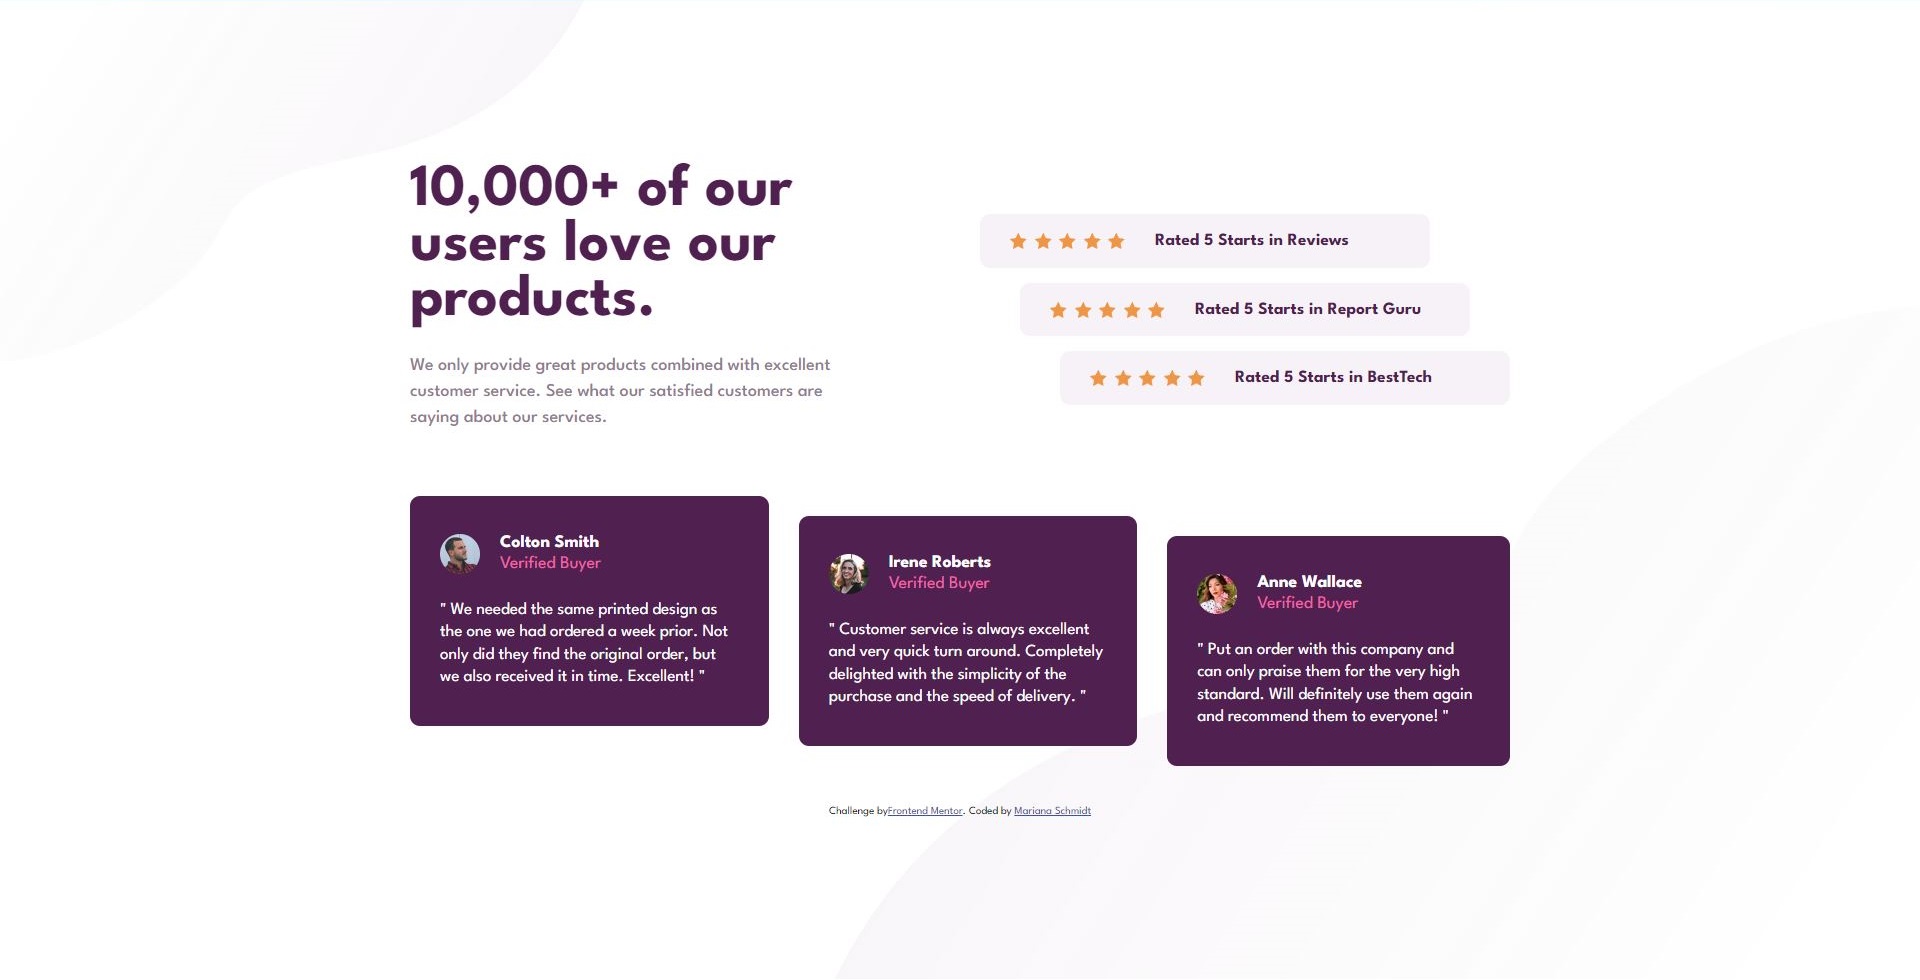 10,000+ of our
users love our
products.
We only provide great products combined with excellent
customer service. See what our satisfied customers are
saying about our services.
Rated 5 Starts in Reviews
Rated 5 Starts in Report Guru
Rated 5 Starts in BestTech
Colton Smith
Verified Buyer
" We needed the same printed design as
the one we had ordered a week prior. Not
only did they find the original order, but
we also received it in time. Excellent! "
Irene Roberts
Verified Buyer
" Customer service is always excellent
and very quick turn around. Completely
delighted with the simplicity of the
purchase and the speed of delivery. "
Anne Wallace
Verified Buyer
" Put an order with this company and
can only praise them for the very high
standard. Will definitely use them again
and recommend them to everyone! "
Challenge byFrontend Mentor. Coded by Mariana Schmidt